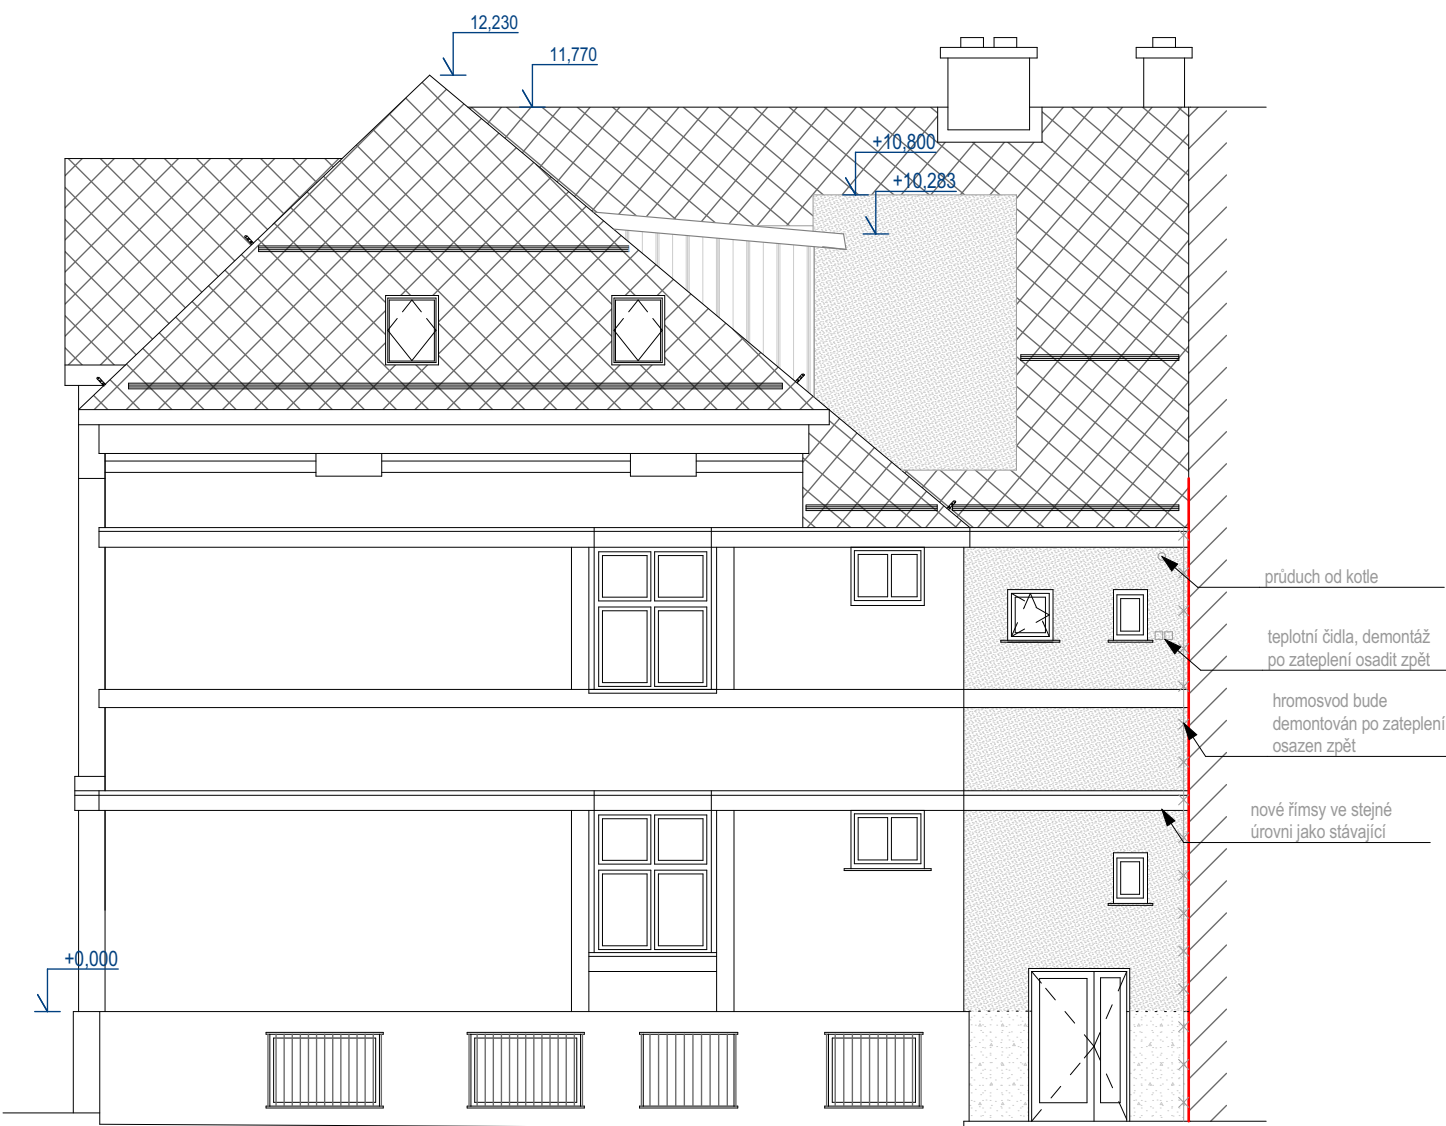 12,230
11,770
+10,800
+10,283
průduch od kotle
teplotní čidla, demontáž
po zateplení osadit zpět
hromosvod bude
demontován po zateplení
osazen zpět
nové římsy ve stejné
úrovni jako stávající
+0,000